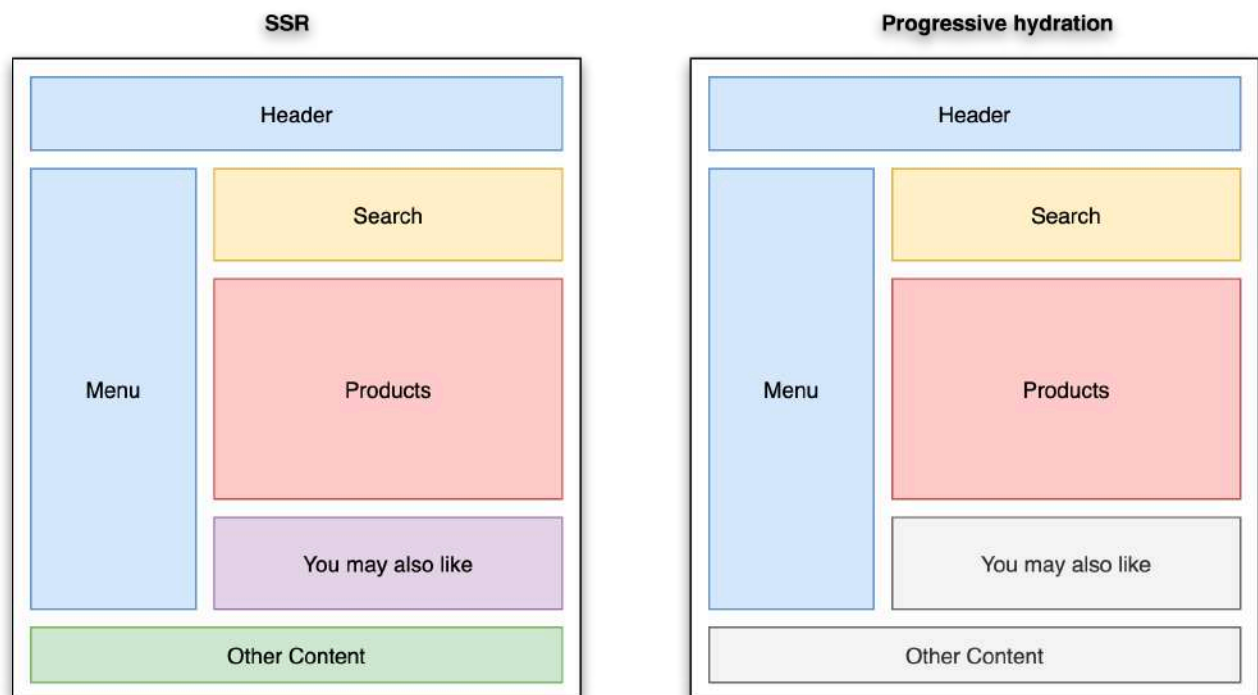 SSR
Header
Menu
Search
Products
You may also like
Other Content
Progressive hydration
Header
Menu
Search
Products
You may also like
Other Content